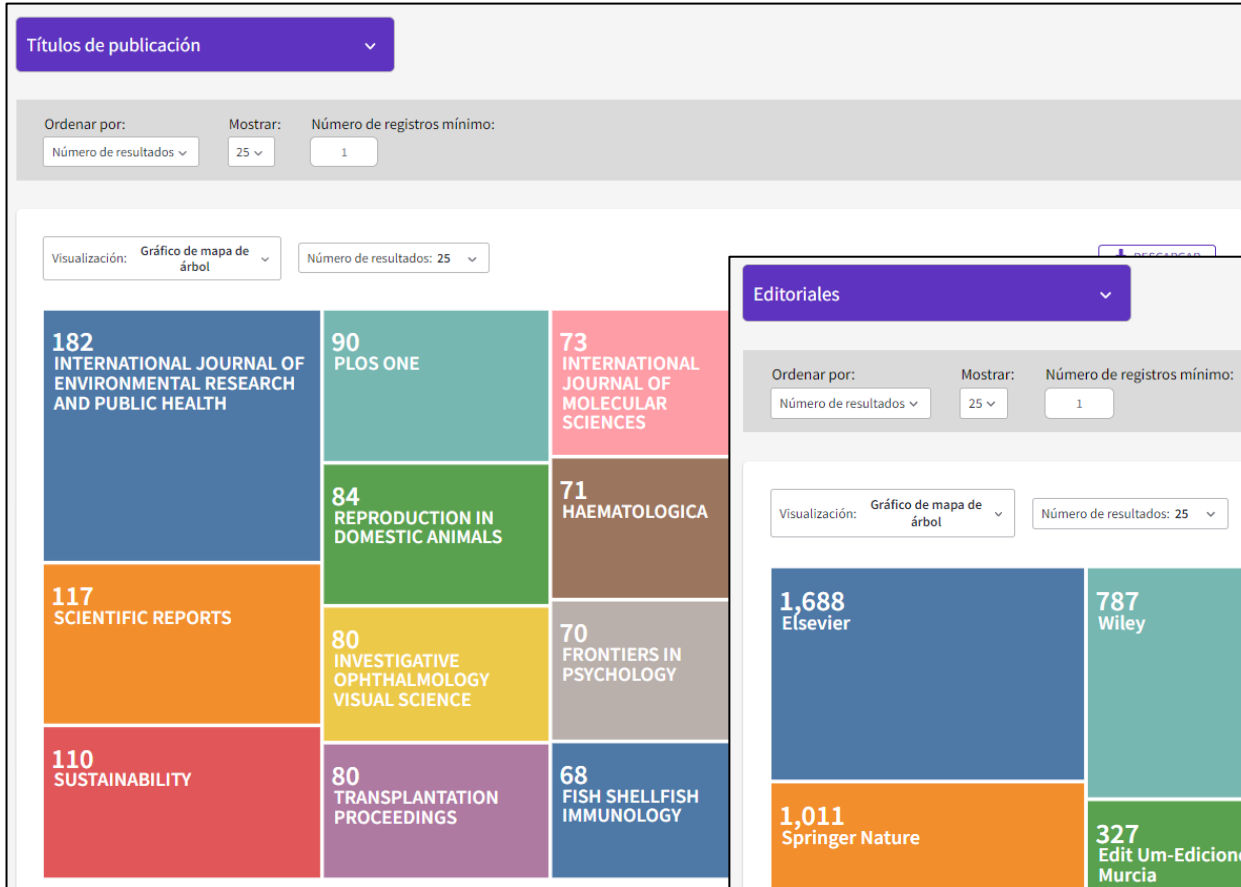 Títulos de publicación
Ordenar por:
Mostrar:
Número de registros mínimo:
Número de resultados
25
1
Visualización:
Gráfico de mapa de
árbol
Número de resultados: 25
DESCARGAR
182
INTERNATIONAL JOURNAL OF
ENVIRONMENTAL RESEARCH
AND PUBLIC HEALTH
117
SCIENTIFIC REPORTS
110
SUSTAINABILITY
90
PLOS ONE
84
REPRODUCTION IN
DOMESTIC ANIMALS
80
INVESTIGATIVE
OPHTHALMOLOGY
VISUAL SCIENCE
80
TRANSPLANTATION
PROCEEDINGS
73
INTERNATIONAL
JOURNAL OF
MOLECULAR
SCIENCES
71
HAEMATOLOGICA
70
FRONTIERS IN
PSYCHOLOGY
68
FISH SHELLFISH
IMMUNOLOGY
Editoriales
Ordenar por:
Mostrar:
Número de registros mínimo:
Número de resultados
25
1
Visualización:
Gráfico de mapa de
árbol
Número de resultados: 25
1,688
Elsevier
1,011
Springer Nature
787
Wiley
327
Edit Um-Edicione
Murcia